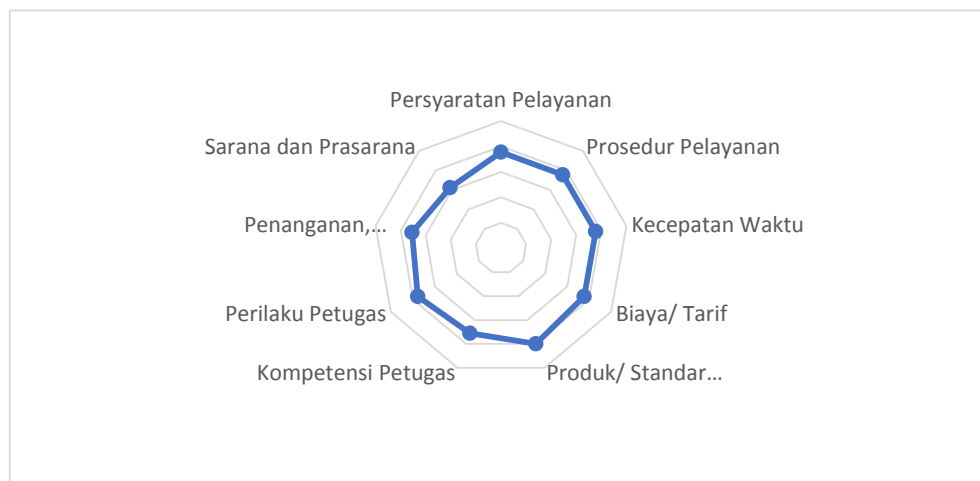 Persyaratan Pelayanan
Prosedur Pelayanan
Kecepatan Waktu
Biaya/ Tarif
Produk/ Standar...
Kompetensi Petugas
Perilaku Petugas
Penanganan,...
Sarana dan Prasarana